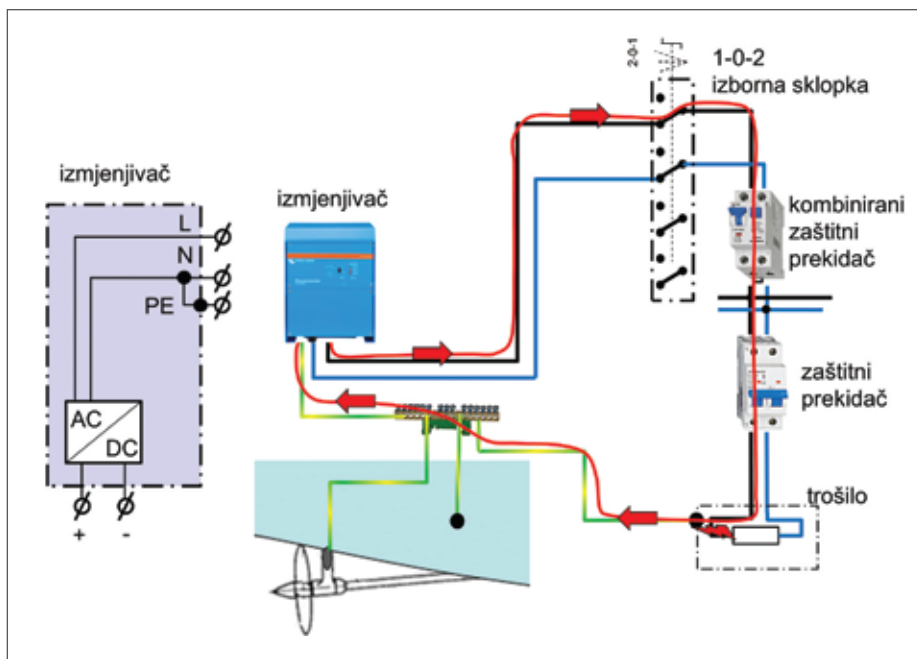 2-0-1
1-0-2
izborna sklopka
izmjenjivač
L
N
PE
AC
DC
+
-
izmjenjivač
kombinirani
zaštitni
prekidač
zaštitni
prekidač
trošilo